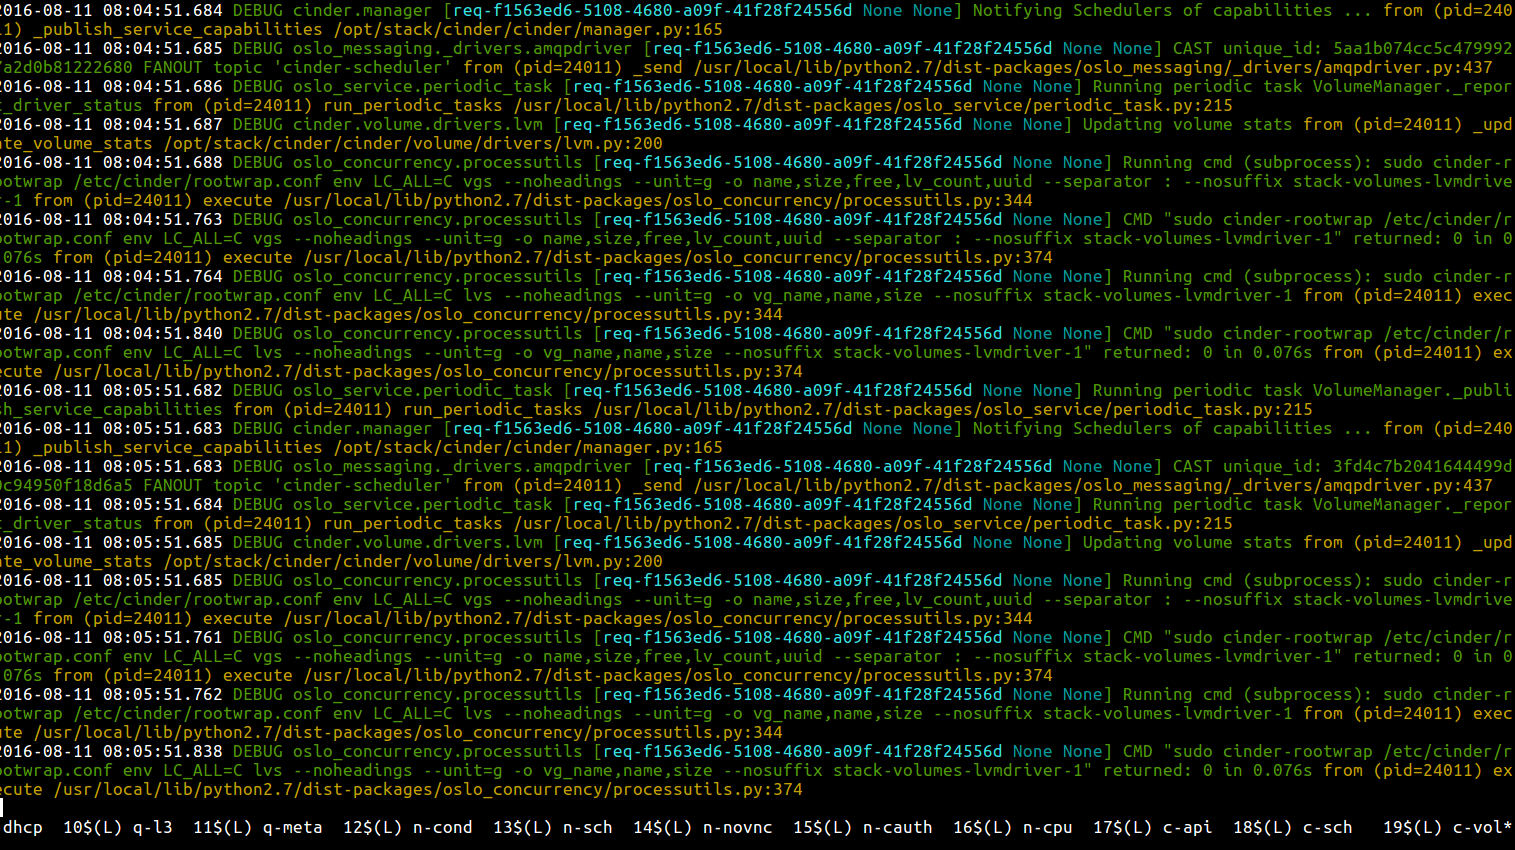 2016-08-11 08:04:51.684 DEBUG cinder.manager [req-f1563ed6-5108-4680-a09f-41f28f24556d None None] Notifying Schedulers of capabilities ... from (pid=240
11) _publish_service_capabilities /opt/stack/cinder/cinder/manager.py:165
2016-08-11 08:04:51.685 DEBUG oslo_messaging._drivers.amqpdriver [req-f1563ed6-5108-4680-a09f-41f28f24556d None None] CAST unique_id: 5aa1b074cc5c479992
7a2d0b81222680 FANOUT topic 'cinder-scheduler' from (pid=24011) _send /usr/local/lib/python2.7/dist-packages/oslo_messaging/_drivers/amqpdriver.py:437
2016-08-11 08:04:51.686 DEBUG oslo_service.periodic_task [req-f1563ed6-5108-4680-a09f-41f28f24556d None None] Running periodic task VolumeManager._repor
t_driver_status from (pid=24011) run_periodic_tasks /usr/local/lib/python2.7/dist-packages/oslo_service/periodic_task.py:215
2016-08-11 08:04:51.687 DEBUG cinder.volume.drivers.lvm [req-f1563ed6-5108-4680-a09f-41f28f24556d None None] Updating volume stats from (pid=24011) _upd
ate_volume_stats /opt/stack/cinder/cinder/volume/drivers/lvm.py:200
2016-08-11 08:04:51.688 DEBUG oslo_concurrency.processutils [req-f1563ed6-5108-4680-a09f-41f28f24556d None None] Running cmd (subprocess): sudo cinder-r
ootwrap /etc/cinder/rootwrap.conf env LC_ALL=C vgs --noheadings --unit=g -o name,size,free,lv_count,uuid --separator : --nosuffix stack-volumes-lvmdrive
r-1 from (pid=24011) execute /usr/local/lib/python2.7/dist-packages/oslo_concurrency/processutils.py:344
2016-08-11 08:04:51.763 DEBUG oslo_concurrency.processutils [req-f1563ed6-5108-4680-a09f-41f28f24556d None None] CMD "sudo cinder-rootwrap /etc/cinder/r
ootwrap.conf env LC_ALL=C vgs --noheadings --unit=g -o name,size,free,lv_count,uuid --separator : --nosuffix stack-volumes-lvmdriver-1" returned: 0 in 0
.076s from (pid=24011) execute /usr/local/lib/python2.7/dist-packages/oslo_concurrency/processutils.py:374
2016-08-11 08:04:51.764 DEBUG oslo_concurrency.processutils [req-f1563ed6-5108-4680-a09f-41f28f24556d None None] Running cmd (subprocess): sudo cinder-r
ootwrap /etc/cinder/rootwrap.conf env LC_ALL=C lvs --noheadings --unit=g -o vg_name,name,size --nosuffix stack-volumes-lvmdriver-1 from (pid=24011) exec
ute /usr/local/lib/python2.7/dist-packages/oslo_concurrency/processutils.py:344
2016-08-11 08:04:51.840 DEBUG oslo_concurrency.processutils [req-f1563ed6-5108-4680-a09f-41f28f24556d None None] CMD "sudo cinder-rootwrap /etc/cinder/r
ootwrap.conf env LC_ALL=C lvs --noheadings --unit=g -o vg_name,name,size --nosuffix stack-volumes-lvmdriver-1" returned: 0 in 0.076s from (pid=24011) ex
ecute /usr/local/lib/python2.7/dist-packages/oslo_concurrency/processutils.py:374
2016-08-11 08:05:51.682 DEBUG oslo_service.periodic_task [req-f1563ed6-5108-4680-a09f-41f28f24556d None None] Running periodic task VolumeManager._publi
sh_service_capabilities from (pid=24011) run_periodic_tasks /usr/local/lib/python2.7/dist-packages/oslo_service/periodic_task.py:215
2016-08-11 08:05:51.683 DEBUG cinder.manager [req-f1563ed6-5108-4680-a09f-41f28f24556d None None] Notifying Schedulers of capabilities ... from (pid=240
11) _publish_service_capabilities /opt/stack/cinder/cinder/manager.py:165
2016-08-11 08:05:51.683 DEBUG oslo_messaging._drivers.amqpdriver [req-f1563ed6-5108-4680-a09f-41f28f24556d None None] CAST unique_id: 3fd4c7b2041644499d
9c94950f18d6a5 FANOUT topic 'cinder-scheduler' from (pid=24011) _send /usr/local/lib/python2.7/dist-packages/oslo_messaging/_drivers/amqpdriver.py:437
2016-08-11 08:05:51.684 DEBUG oslo_service.periodic_task [req-f1563ed6-5108-4680-a09f-41f28f24556d None None] Running periodic task VolumeManager._repor
t_driver_status from (pid=24011) run_periodic_tasks /usr/local/lib/python2.7/dist-packages/oslo_service/periodic_task.py:215
2016-08-11 08:05:51.685 DEBUG cinder.volume.drivers.lvm [req-f1563ed6-5108-4680-a09f-41f28f24556d None None] Updating volume stats from (pid=24011) _upd
ate_volume_stats /opt/stack/cinder/cinder/volume/drivers/lvm.py:200
2016-08-11 08:05:51.685 DEBUG oslo_concurrency.processutils [req-f1563ed6-5108-4680-a09f-41f28f24556d None None] Running cmd (subprocess): sudo cinder-r
ootwrap /etc/cinder/rootwrap.conf env LC_ALL=C vgs --noheadings --unit=g -o name,size,free,lv_count,uuid --separator : --nosuffix stack-volumes-lvmdrive
r-1 from (pid=24011) execute /usr/local/lib/python2.7/dist-packages/oslo_concurrency/processutils.py:344
2016-08-11 08:05:51.761 DEBUG oslo_concurrency.processutils [req-f1563ed6-5108-4680-a09f-41f28f24556d None None] CMD "sudo cinder-rootwrap /etc/cinder/r
ootwrap.conf env LC_ALL=C vgs --noheadings --unit=g -o name,size,free,lv_count,uuid --separator : --nosuffix stack-volumes-lvmdriver-1" returned: 0 in 0
.076s from (pid=24011) execute /usr/local/lib/python2.7/dist-packages/oslo_concurrency/processutils.py:374
2016-08-11 08:05:51.762 DEBUG oslo_concurrency.processutils [req-f1563ed6-5108-4680-a09f-41f28f24556d None None] Running cmd (subprocess): sudo cinder-r
ootwrap /etc/cinder/rootwrap.conf env LC_ALL=C lvs --noheadings --unit=g -o vg_name,name,size --nosuffix stack-volumes-lvmdriver-1 from (pid=24011) exec
ute /usr/local/lib/python2.7/dist-packages/oslo_concurrency/processutils.py:344
2016-08-11 08:05:51.838 DEBUG oslo_concurrency.processutils [req-f1563ed6-5108-4680-a09f-41f28f24556d None None] CMD "sudo cinder-rootwrap /etc/cinder/r
ootwrap.conf env LC_ALL=C lvs --noheadings --unit=g -o vg_name,name,size --nosuffix stack-volumes-lvmdriver-1" returned: 0 in 0.076s from (pid=24011) ex
ecute /usr/local/lib/python2.7/dist-packages/oslo_concurrency/processutils.py:374
dhcp 10$(L) q-l3 11$(L) q-meta 12$(L) n-cond 13$(L) n-sch 14$(L) n-novnc 15$(L) n-cauth 16$(L) n-cpu 17$(L) c-api 18$(L) c-sch 19$(L) c-vol*